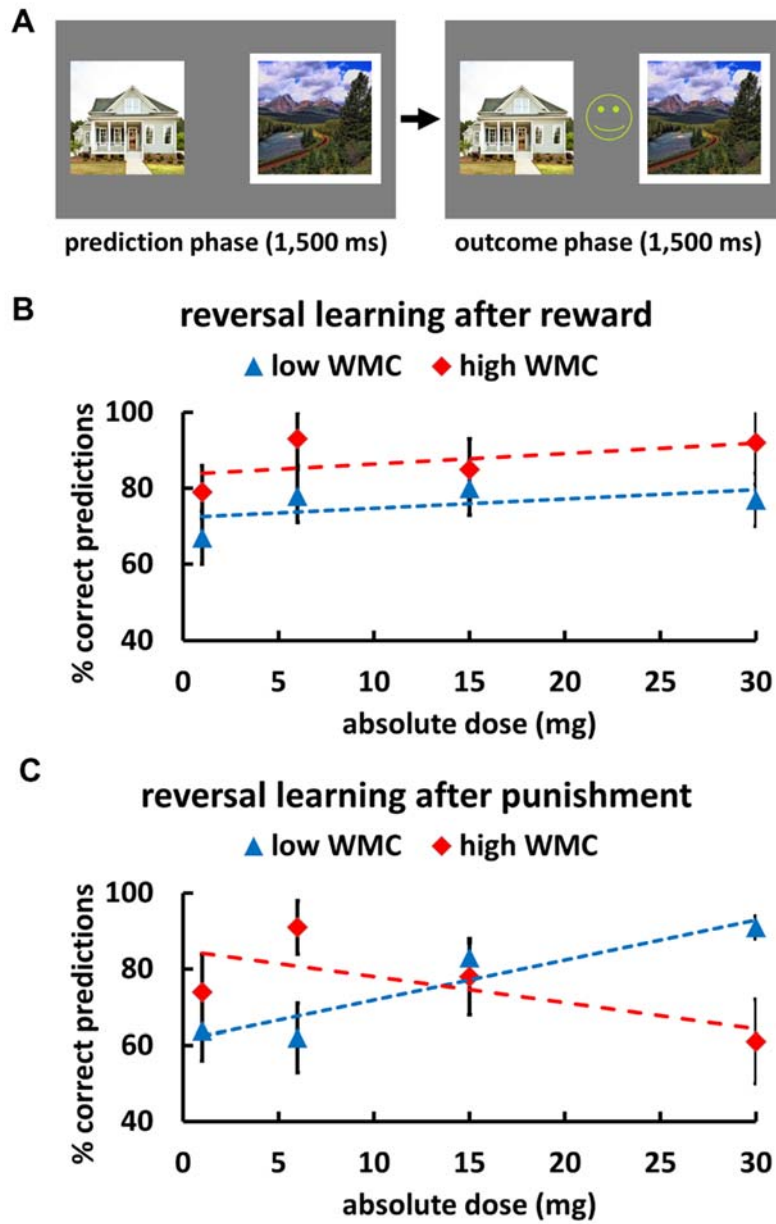 A
prediction phase (1,500 ms)
outcome phase (1,500 ms)
B
reversal learning after reward
low WMC
high WMC
% correct predictions
100
80
60
40
0
5
10
15
20
25
30
absolute dose (mg)
C
reversal learning after punishment
low WMC
high WMC
% correct predictions
100
80
60
40
0
5
10
15
20
25
30
absolute dose (mg)